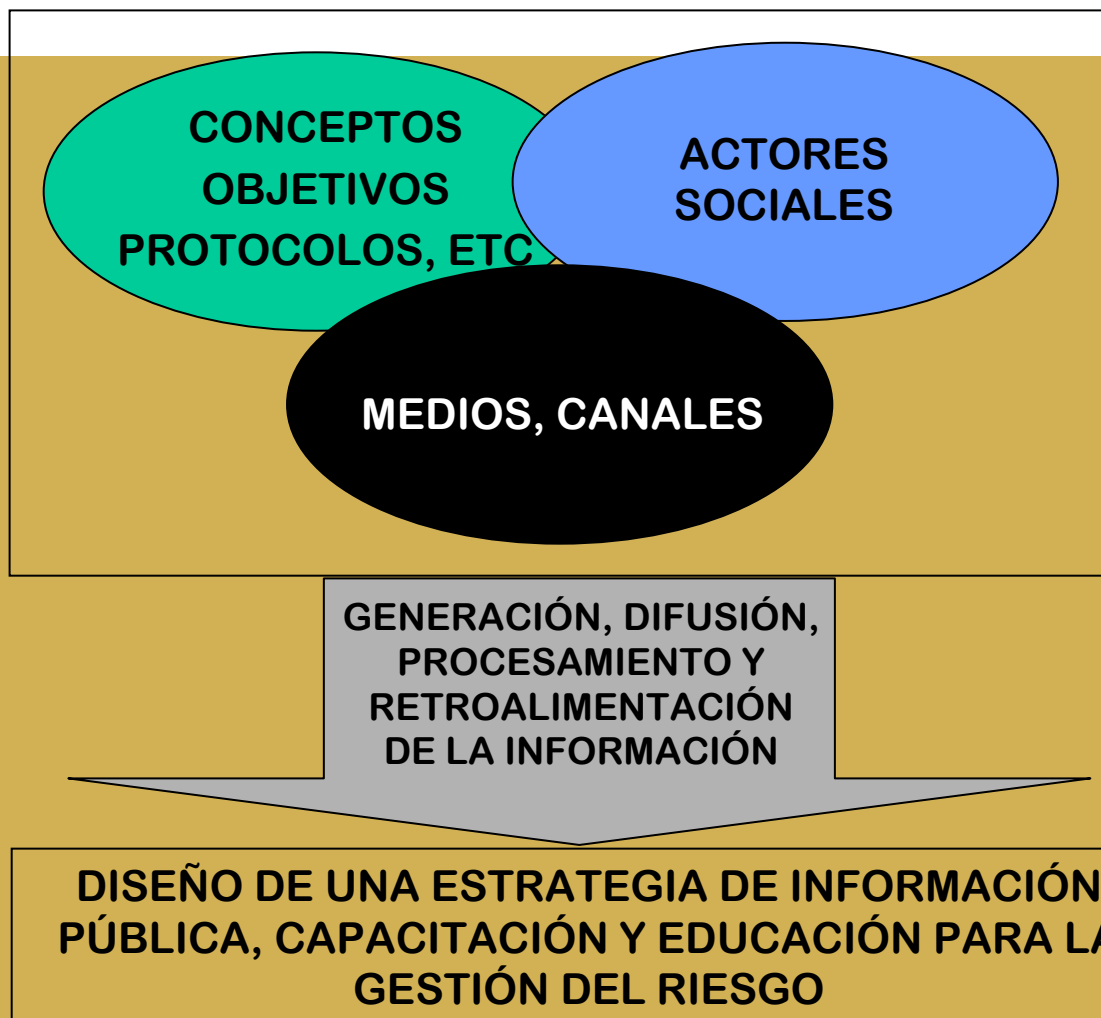 CONCEPTOS
OBJETIVOS
PROTOCOLOS, ETC
ACTORES
SOCIALES
MEDIOS, CANALES
GENERACIÓN, DIFUSIÓN,
PROCESAMIENTO Y
RETROALIMENTACIÓN
DE LA INFORMACIÓN
DISEÑO DE UNA ESTRATEGIA DE INFORMACIÓN
PÚBLICA, CAPACITACIÓN Y EDUCACIÓN PARA LA
GESTIÓN DEL RIESGO